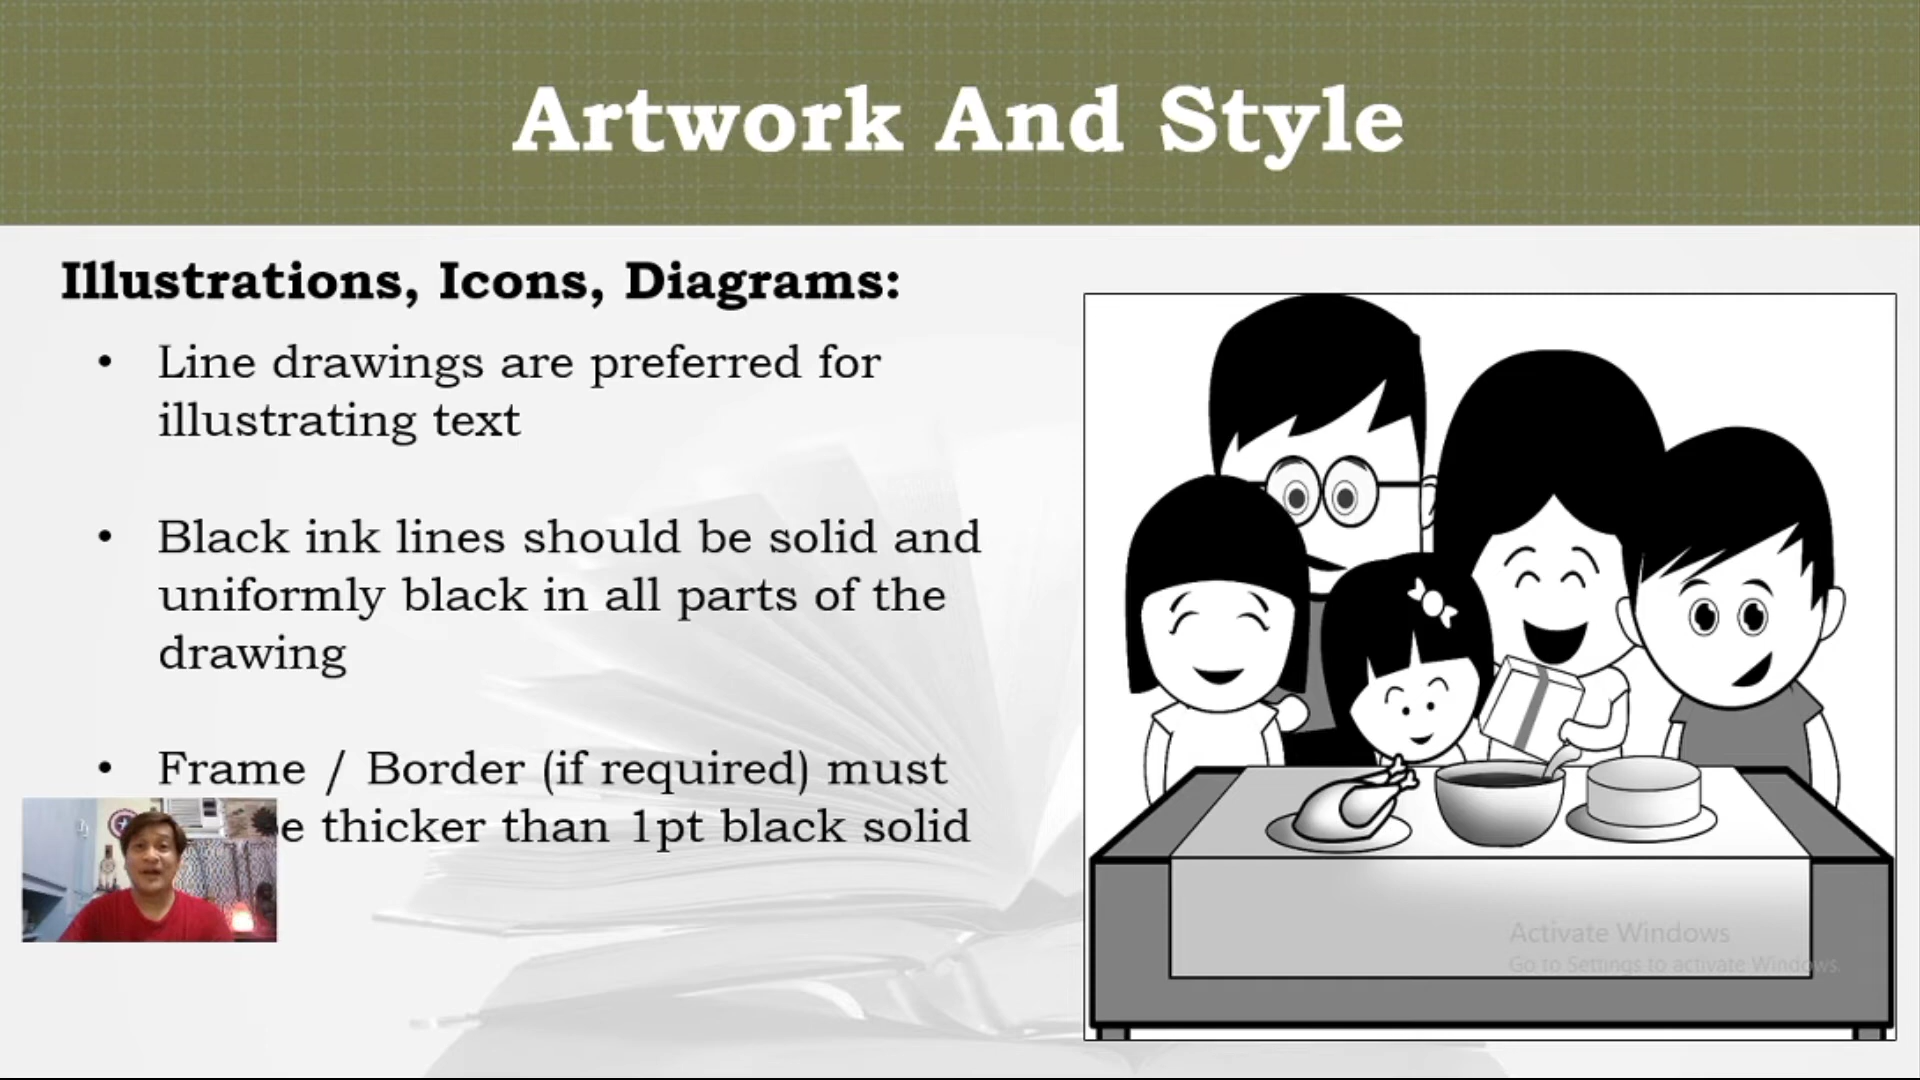 Artwork And Style
Illustrations, Icons, Diagrams:
• Line drawings are preferred for
illustrating text
• Black ink lines should be solid and
uniformly black in all parts of the
drawing
• Frame / Border (if required) must
thicker than 1pt black solid
Activate Windows
Go to Settings to activate Windows.